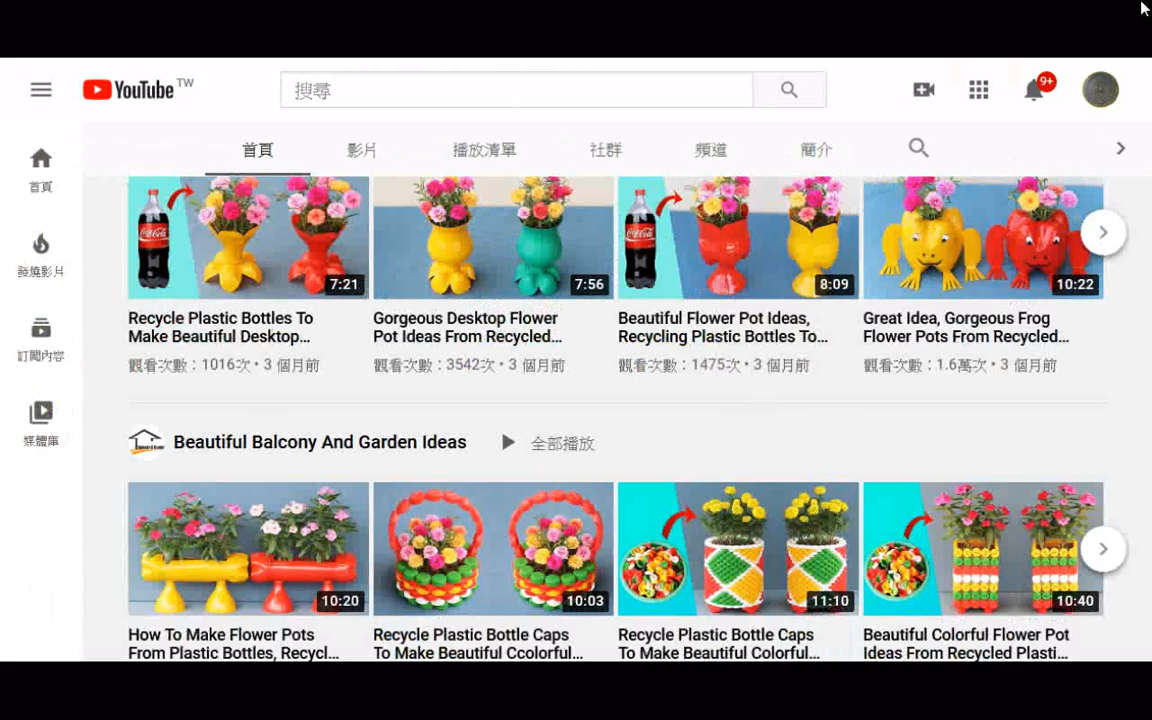 YouTube TW
搜尋
9+
首頁 影片 播放清單 社群 頻道 簡介
首頁
發燒影片
訂閱內容
媒體庫
Coca-Cola
Coca-Cola
7:21
7:56
8:09
10:22
Recycle Plastic Bottles To
Make Beautiful Desktop...
觀看次數：1016次 • 3 個月前
Gorgeous Desktop Flower
Pot Ideas From Recycled...
觀看次數：3542次 • 3 個月前
Beautiful Flower Pot Ideas,
Recycling Plastic Bottles To...
觀看次數：1475次 • 3 個月前
Great Idea, Gorgeous Frog
Flower Pots From Recycled...
觀看次數：1.6萬次 • 3 個月前
Beautiful Balcony And Garden Ideas
全部播放
10:20
10:03
11:10
10:40
How To Make Flower Pots
From Plastic Bottles, Recycl...
Recycle Plastic Bottle Caps
To Make Beautiful Ccolorful...
Recycle Plastic Bottle Caps
To Make Beautiful Colorful...
Beautiful Colorful Flower Pot
Ideas From Recycled Plasti...